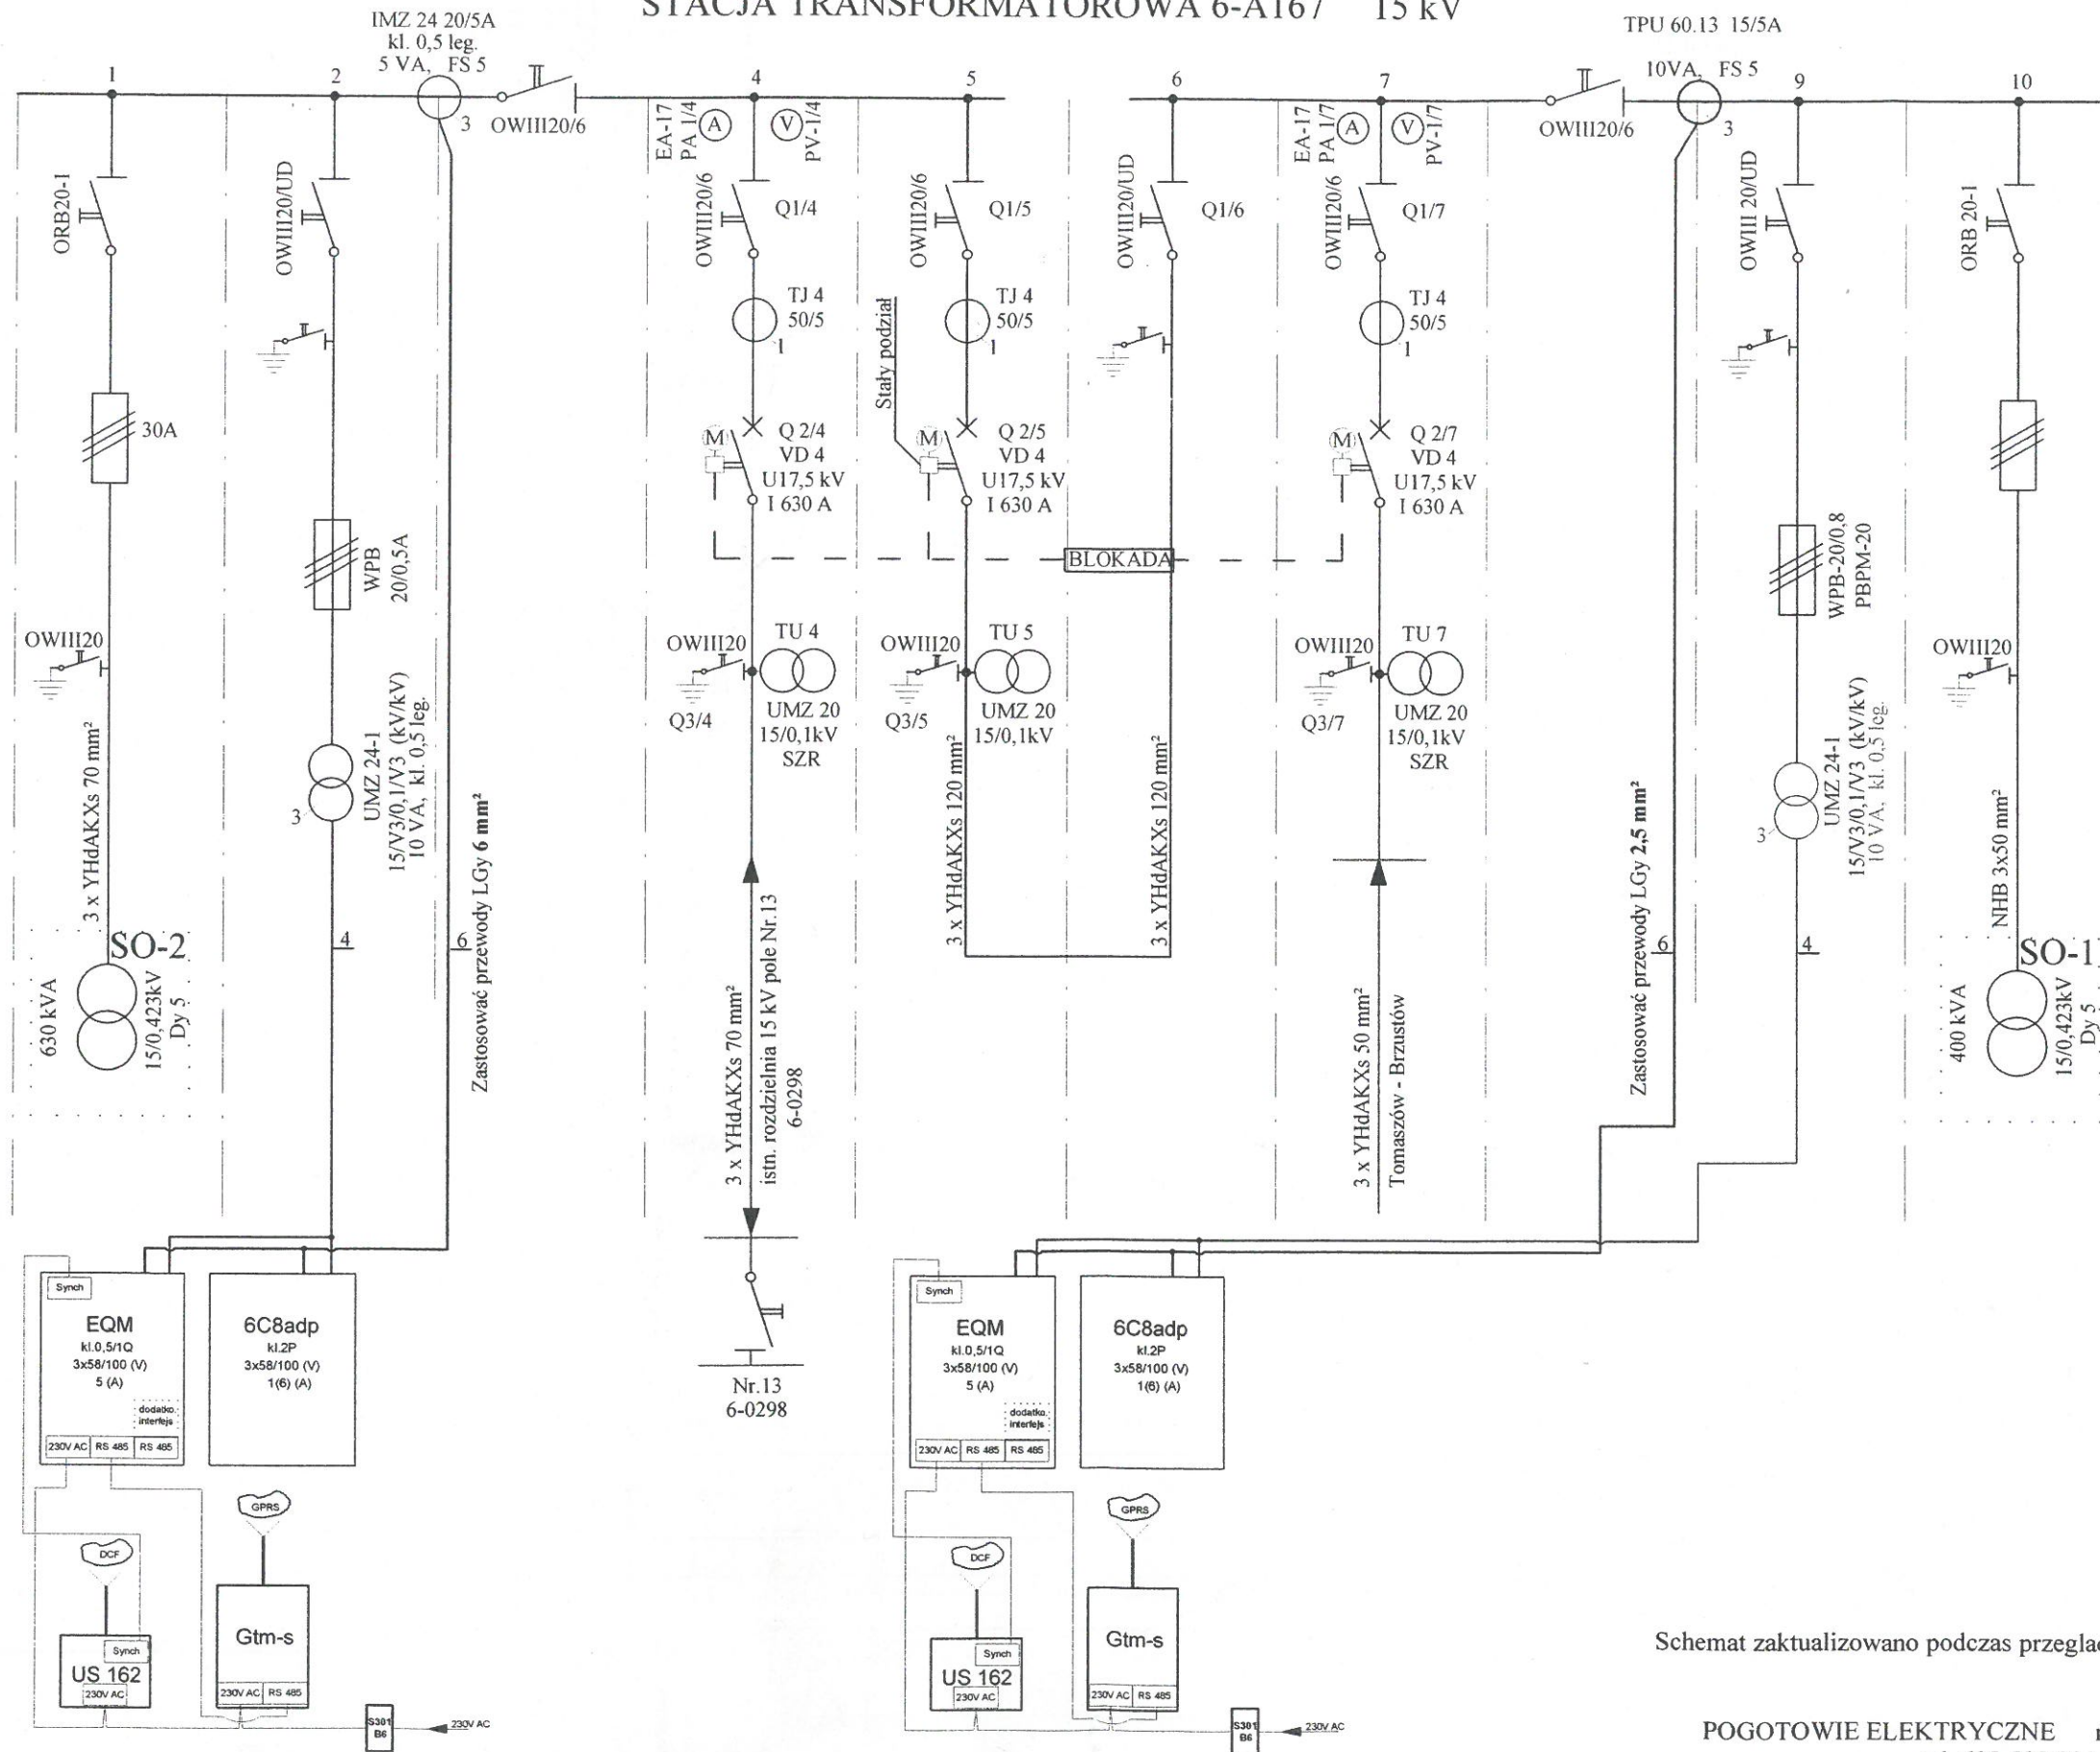 STACJA TRANSFORMATOROWA 6-A167 15 kV
IMZ 24 20/5A
kl. 0,5 leg.
5 VA, FS 5
TPU 60.13 15/5A
10VA, FS 5
1
2
3
OWIII20/6
4
5
6
7
OWIII20/6
3
9
10
ORB20-1
30A
OWIII20
3 x YHdAKXs 70 mm²
SO-2
630 kVA
15/0,423kV
Dy 5
OWIII20/UD
WPB
20/0,5A
3
UMZ 24-1
15/V3/0,1/V3 (kV/kV)
10 VA, kl. 0,5 leg.
4
6
Zastosować przewody LGy 6 mm²
EA-17
PA 1/4
A
V
PV-1/4
OWIII20/6
Q1/4
TJ 4
50/5
1
M
Q 2/4
VD 4
U17,5 kV
I 630 A
OWIII20
Q3/4
TU 4
UMZ 20
15/0,1kV
SZR
3 x YHdAKXs 70 mm²
istn. rozdzielnia 15 kV pole Nr.13
6-0298
Nr.13
6-0298
OWIII20/6
Q1/5
TJ 4
50/5
1
Stały podział
M
Q 2/5
VD 4
U17,5 kV
I 630 A
OWIII20
Q3/5
TU 5
UMZ 20
15/0,1kV
3 x YHdAKXs 120 mm²
OWIII20/UD
Q1/6
BLOKADA
3 x YHdAKXs 120 mm²
EA-17
PA 1/7
A
V
PV-1/7
OWIII20/6
Q1/7
TJ 4
50/5
1
M
Q 2/7
VD 4
U17,5 kV
I 630 A
OWIII20
Q3/7
TU 7
UMZ 20
15/0,1kV
SZR
3 x YHdAKXs 50 mm²
Tomaszów - Brzustów
Zastosować przewody LGy 2,5 mm²
6
OWIII 20/UD
WPB-20/0,8
PBPM-20
3
UMZ 24-1
15/V3/0,1/V3 (kV/kV)
10 VA, kl. 0,5 leg.
4
ORB 20-1
OWIII20
NHB 3x50 mm²
SO-1
400 kVA
15/0,423kV
Dy 5
Synch
EQM
kl.0,5/1Q
3x58/100 (V)
5 (A)
dodatko.
interfejs
230V AC RS 485 RS 485
6C8adp
kl.2P
3x58/100 (V)
1(6) (A)
GPRS
DCF
Synch
US 162
230V AC
Gtm-s
230V AC RS 485
S301
B6
230V AC
Synch
EQM
kl.0,5/1Q
3x58/100 (V)
5 (A)
dodatko.
interfejs
230V AC RS 485 RS 485
6C8adp
kl.2P
3x58/100 (V)
1(6) (A)
GPRS
DCF
Synch
US 162
230V AC
Gtm-s
230V AC RS 485
S301
B6
230V AC
Schemat zaktualizowano podczas
POGOTOWIE ELEKTRYCZNE